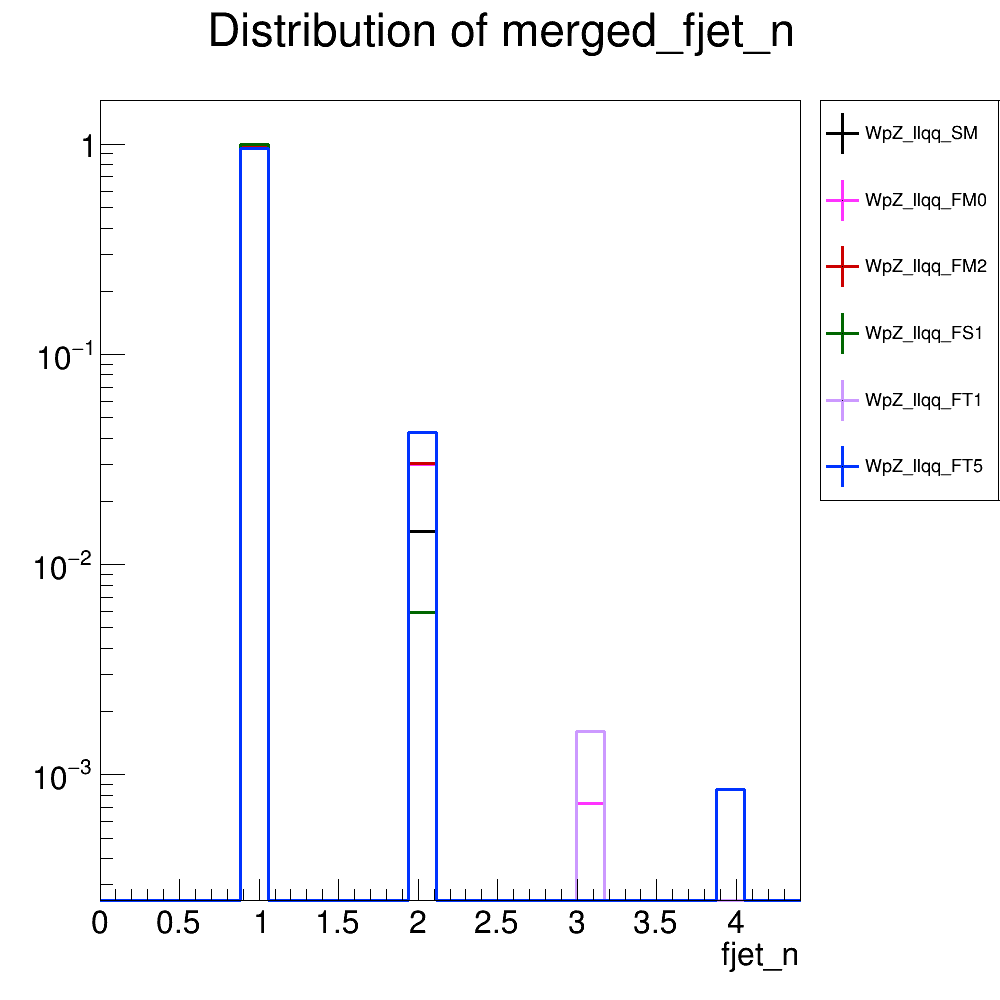 Distribution of merged_fjet_n
1
10−1
10−2
10−3
0 0.5 1 1.5 2 2.5 3 3.5 4
fjet_n
WpZ_llqq_SM
WpZ_llqq_FM0
WpZ_llqq_FM2
WpZ_llqq_FS1
WpZ_llqq_FT1
WpZ_llqq_FT5